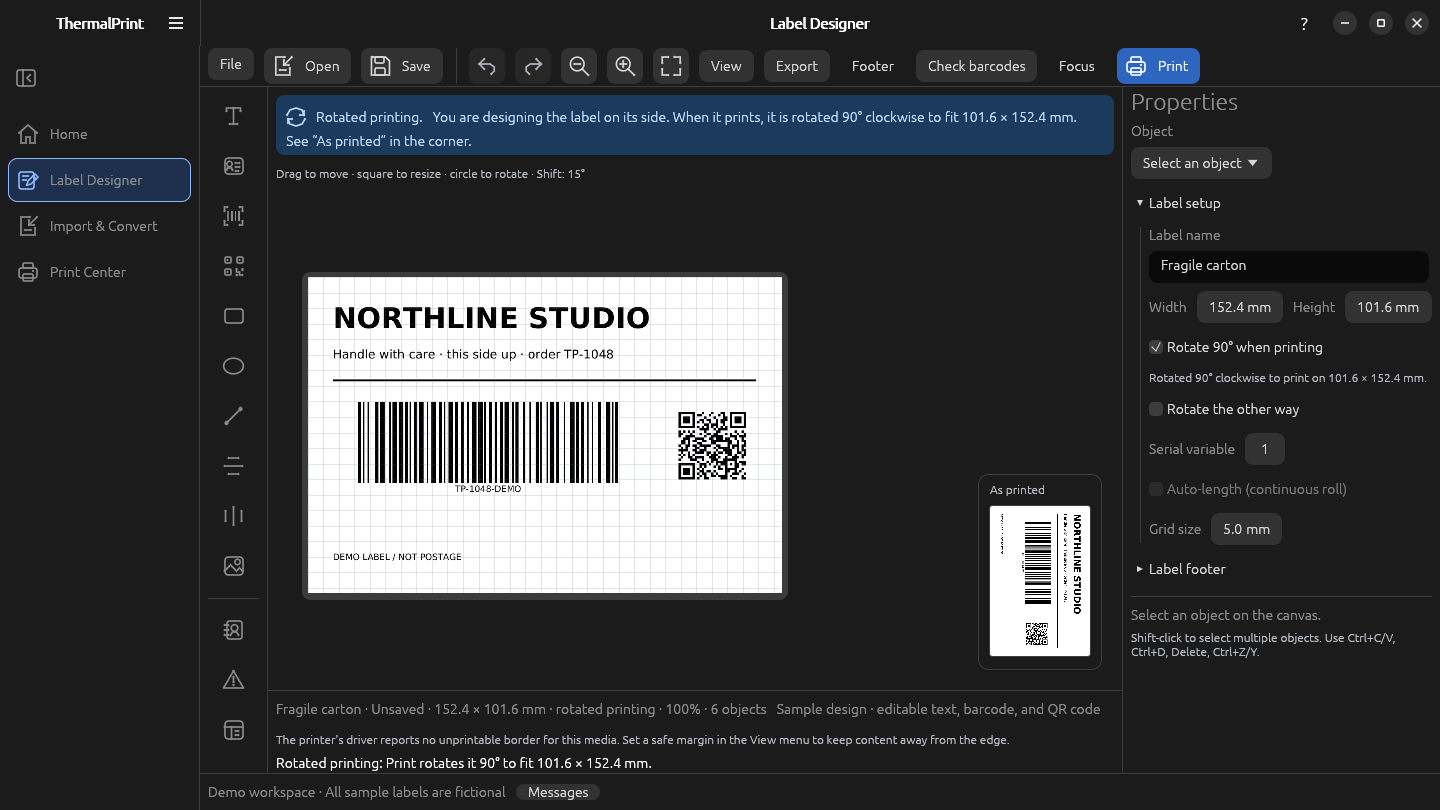 ThermalPrint
Label Designer
?
File
Open
Save
View
Export
Footer
Check barcodes
Focus
Print
Home
Label Designer
Import & Convert
Print Center
Rotated printing. You are designing the label on its side. When it prints, it is rotated 90° clockwise to fit 101.6 × 152.4 mm.
See “As printed” in the corner.
Drag to move · square to resize · circle to rotate · Shift: 15°
NORTHLINE STUDIO
Handle with care · this side up · order TP-1048
TP-1048-DEMO
DEMO LABEL / NOT POSTAGE
As printed
NORTHLINE STUDIO
Properties
Object
Select an object
Label setup
Label name
Fragile carton
Width 152.4 mm Height 101.6 mm
Rotate 90° when printing
Rotated 90° clockwise to print on 101.6 × 152.4 mm.
Rotate the other way
Serial variable 1
Auto-length (continuous roll)
Grid size 5.0 mm
Label footer
Select an object on the canvas.
Shift-click to select multiple objects. Use Ctrl+C/V,
Ctrl+D, Delete, Ctrl+Z/Y.
Fragile carton · Unsaved · 152.4 × 101.6 mm · rotated printing · 100% · 6 objects Sample design · editable text, barcode, and QR code
The printer's driver reports no unprintable border for this media. Set a safe margin in the View menu to keep content away from the edge.
Rotated printing: Print rotates it 90° to fit 101.6 × 152.4 mm.
Demo workspace · All sample labels are fictional Messages